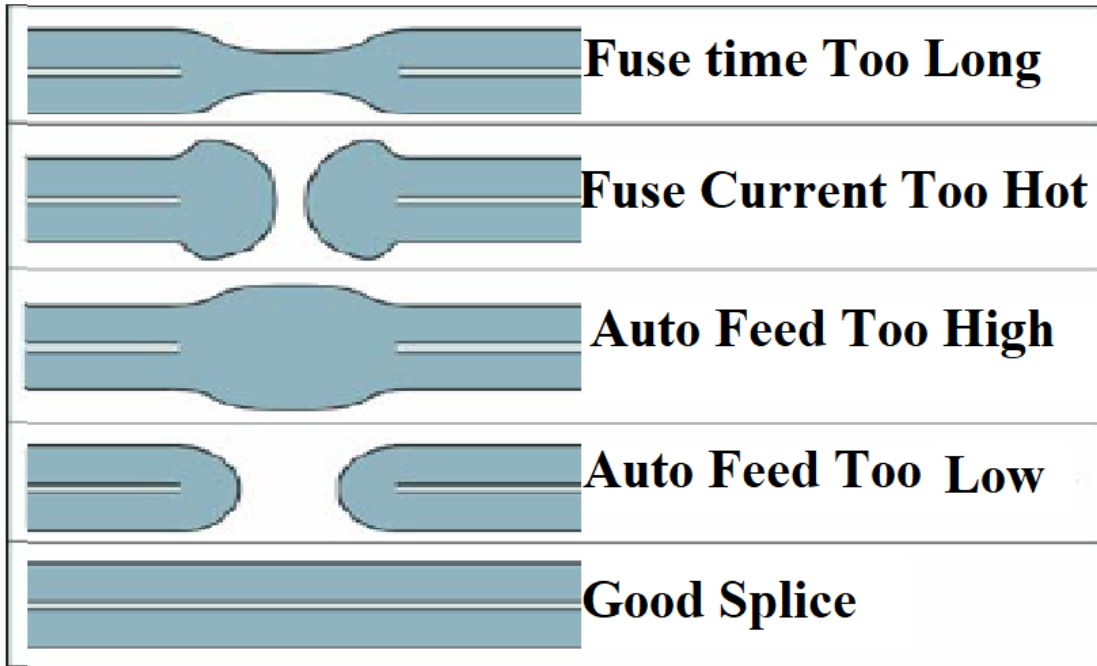 Fuse time Too Long
Fuse Current Too Hot
Auto Feed Too High
Auto Feed Too Low
Good Splice